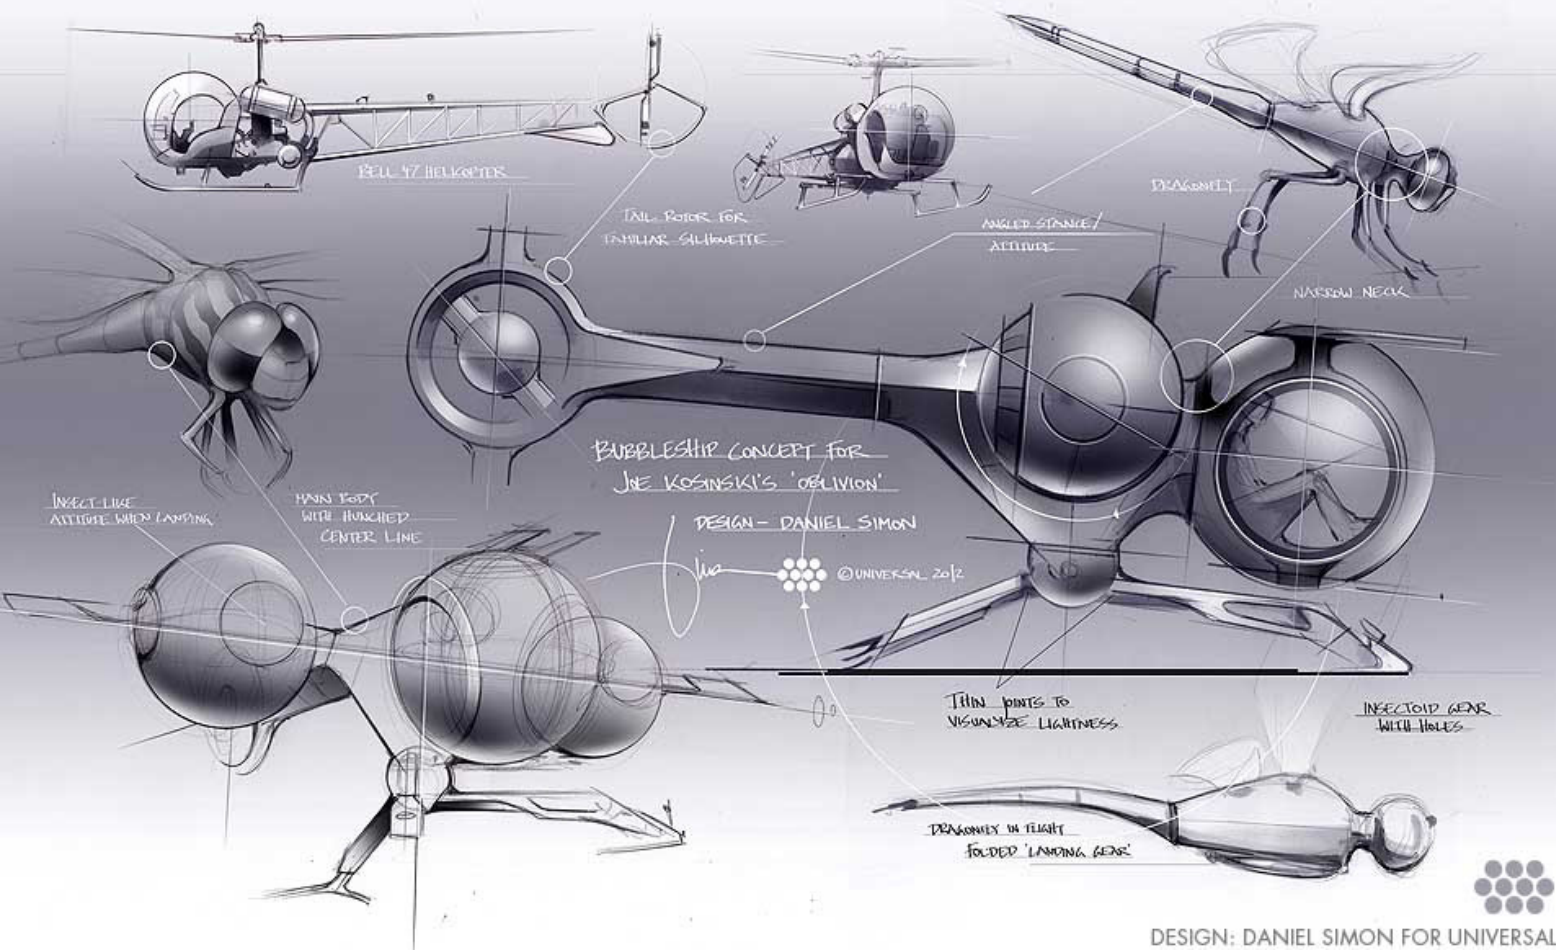 BELL 47 HELICOPTER
TAIL ROTOR FOR
FAMILIAR SILHOUETTE
ANGLED STANCE/
ATTITUDE
DRAGONFLY
NARROW NECK
INSECT-LIKE
ATTITUDE WHEN LANDING
MAIN BODY
WITH HUNCHED
CENTER LINE
BUBBLESHIP CONCEPT FOR
JOE KOSINSKI'S 'OBLIVION'
DESIGN - DANIEL SIMON
©UNIVERSAL 2012
THIN JOINTS TO
VISUALIZE LIGHTNESS
INSECTOID GEAR
WITH HOLES
DRAGONFLY IN FLIGHT
FOLDED 'LANDING GEAR'
DESIGN: DANIEL SIMON FOR UNIVERSAL